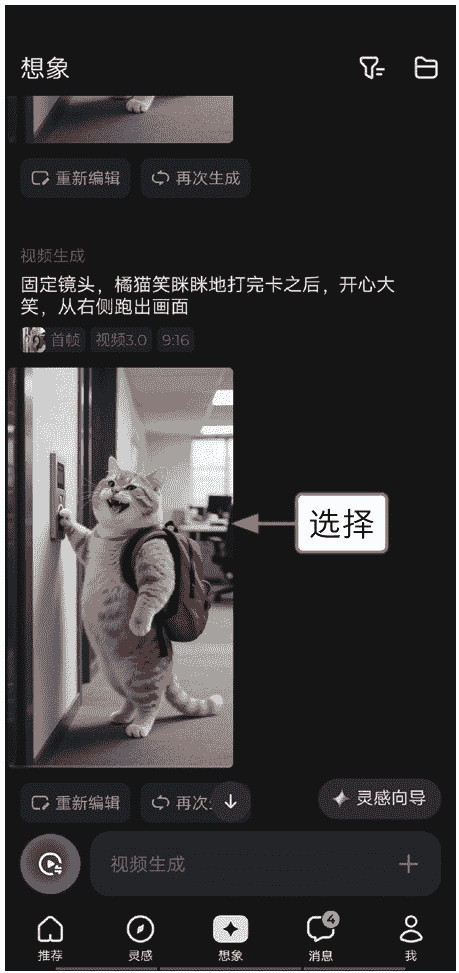 想象
重新编辑
再次生成
视频生成
固定镜头，橘猫笑眯眯地打完卡之后，开心大
笑，从右侧跑出画面
首帧 视频3.0 9:16
选择
重新编辑
再次
灵感向导
视频生成
4
推荐 灵感 想象 消息 我